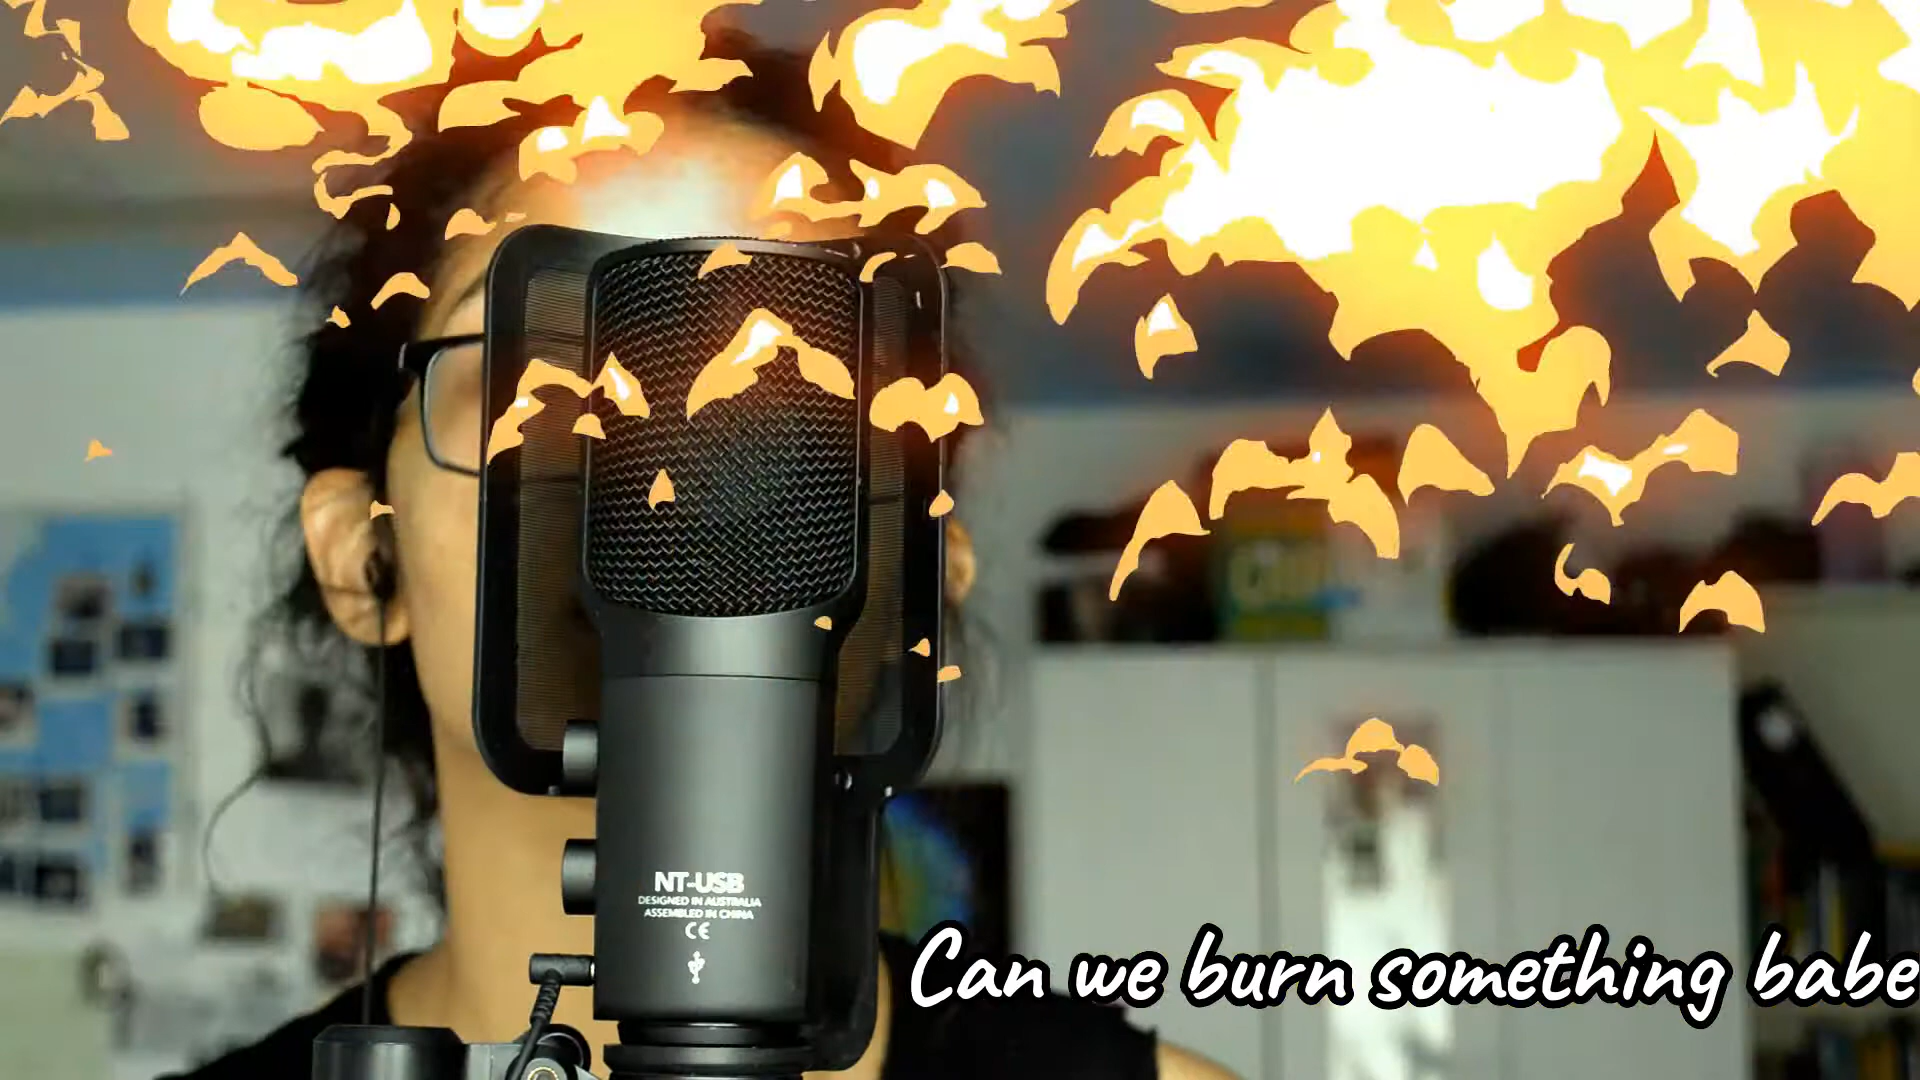 NT-USB
DESIGNED IN AUSTRALIA
ASSEMBLED IN CHINA
CE
Can we burn something babe